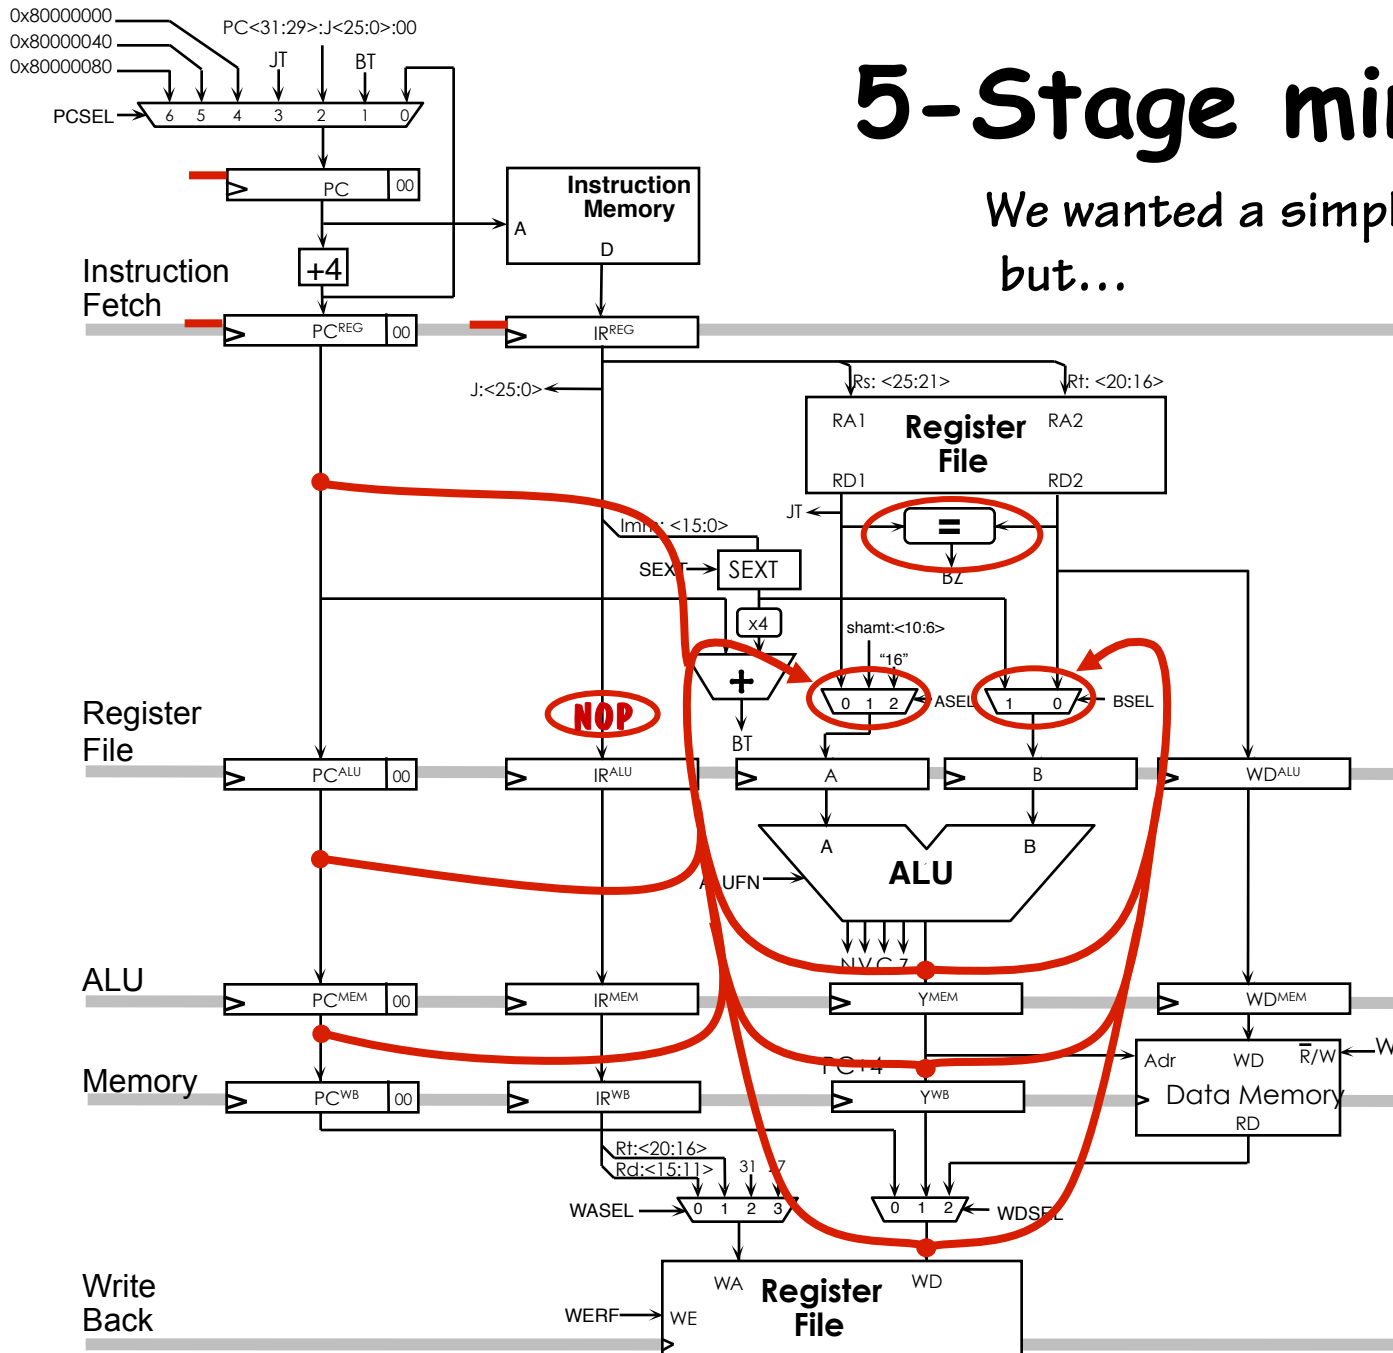 0x80000000
0x80000040
0x80000080
PC<31:29>:J<25:0>:00
JT
BT
PCSEL
6 5 4 3 2 1 0
5-Stage
We wanted a
but...
PC 00
Instruction
Memory
A
D
+4
Instruction
Fetch
PCREG 00
IRREG
J:<25:0>
Rs: <25:21>
Rt: <20:16>
RA1
RA2
Register
File
RD1
RD2
JT
=
BZ
Imm: <15:0>
SEXT
SEXT
x4
shamt:<10:6>
"16"
+
0 1 2
ASEL
1 0
BSEL
BT
NOP
Register
File
PCALU 00
IRALU
A
B
WDALU
A
B
ALU
ALUFN
N V C Z
ALU
PCMEM 00
IRMEM
YMEM
WDMEM
PC+4
Adr
WD
R/W
Data Memory
RD
Memory
PCWB 00
IRWB
YWB
Rt:<20:16>
Rd:<15:11>
31
WASEL
0 1 2 3
0 1 2
WDSEL
WA
WD
Register
File
WERF
WE
Write
Back